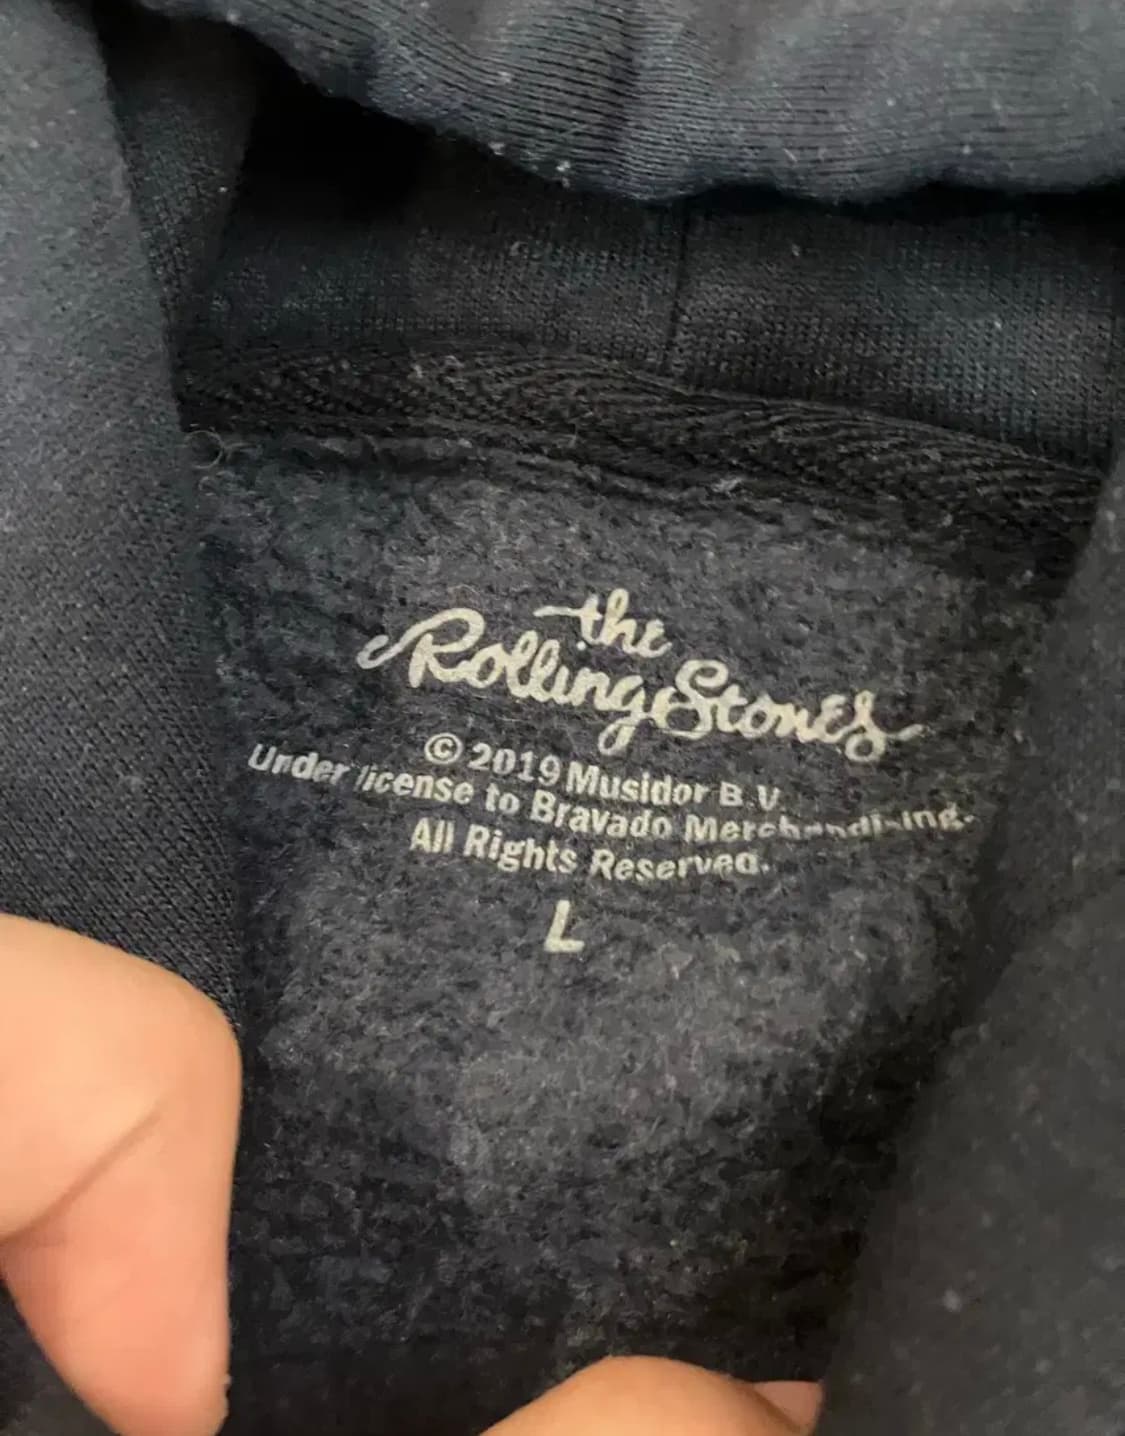 the
Rolling Stones
© 2019 Musidor B.V.
Under license to Bravado Merchandising.
All Rights Reserved.
L